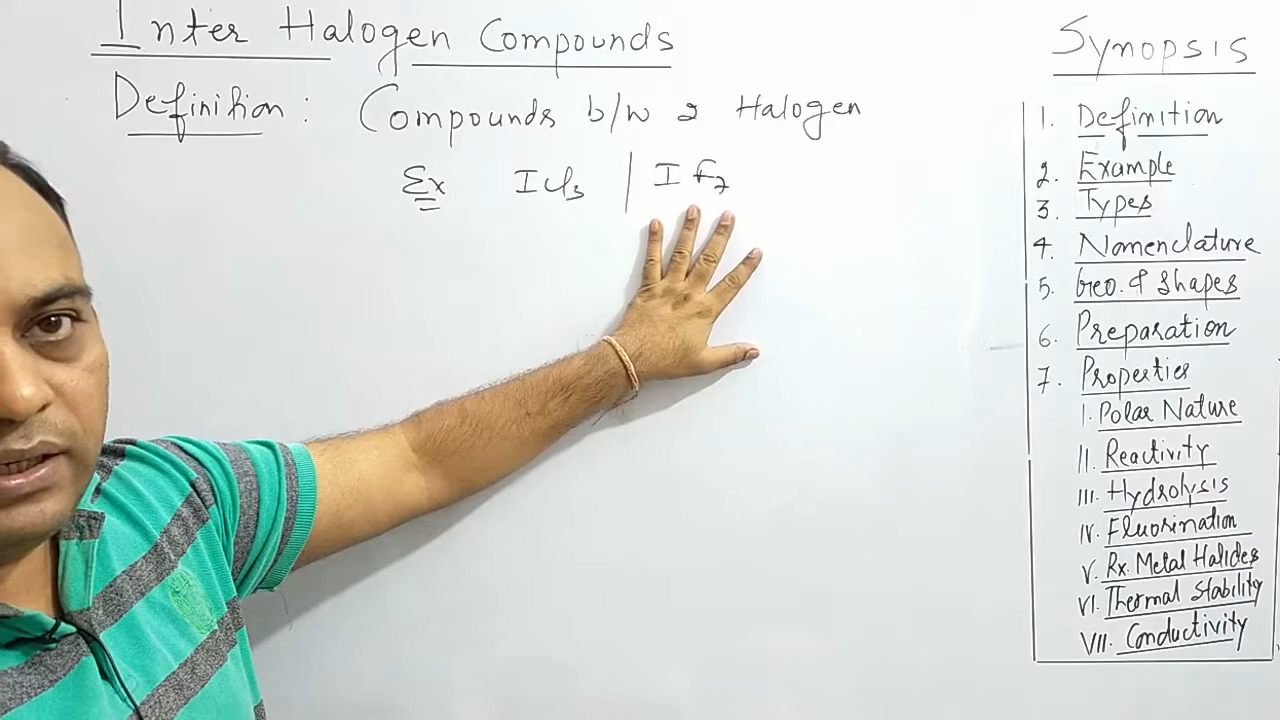 Inter Halogen Compounds
Definition : Compounds b/w 2 Halogen
Ex ICl3 | IF7
Synopsis
1. Definition
2. Example
3. Types
4. Nomenclature
5. Geo. & Shapes
6. Preparation
7. Properties
I. Polar Nature
II. Reactivity
III. Hydrolysis
IV. Fluorination
V. Rx. Metal Halides
VI. Thermal Stability
VII. Conductivity